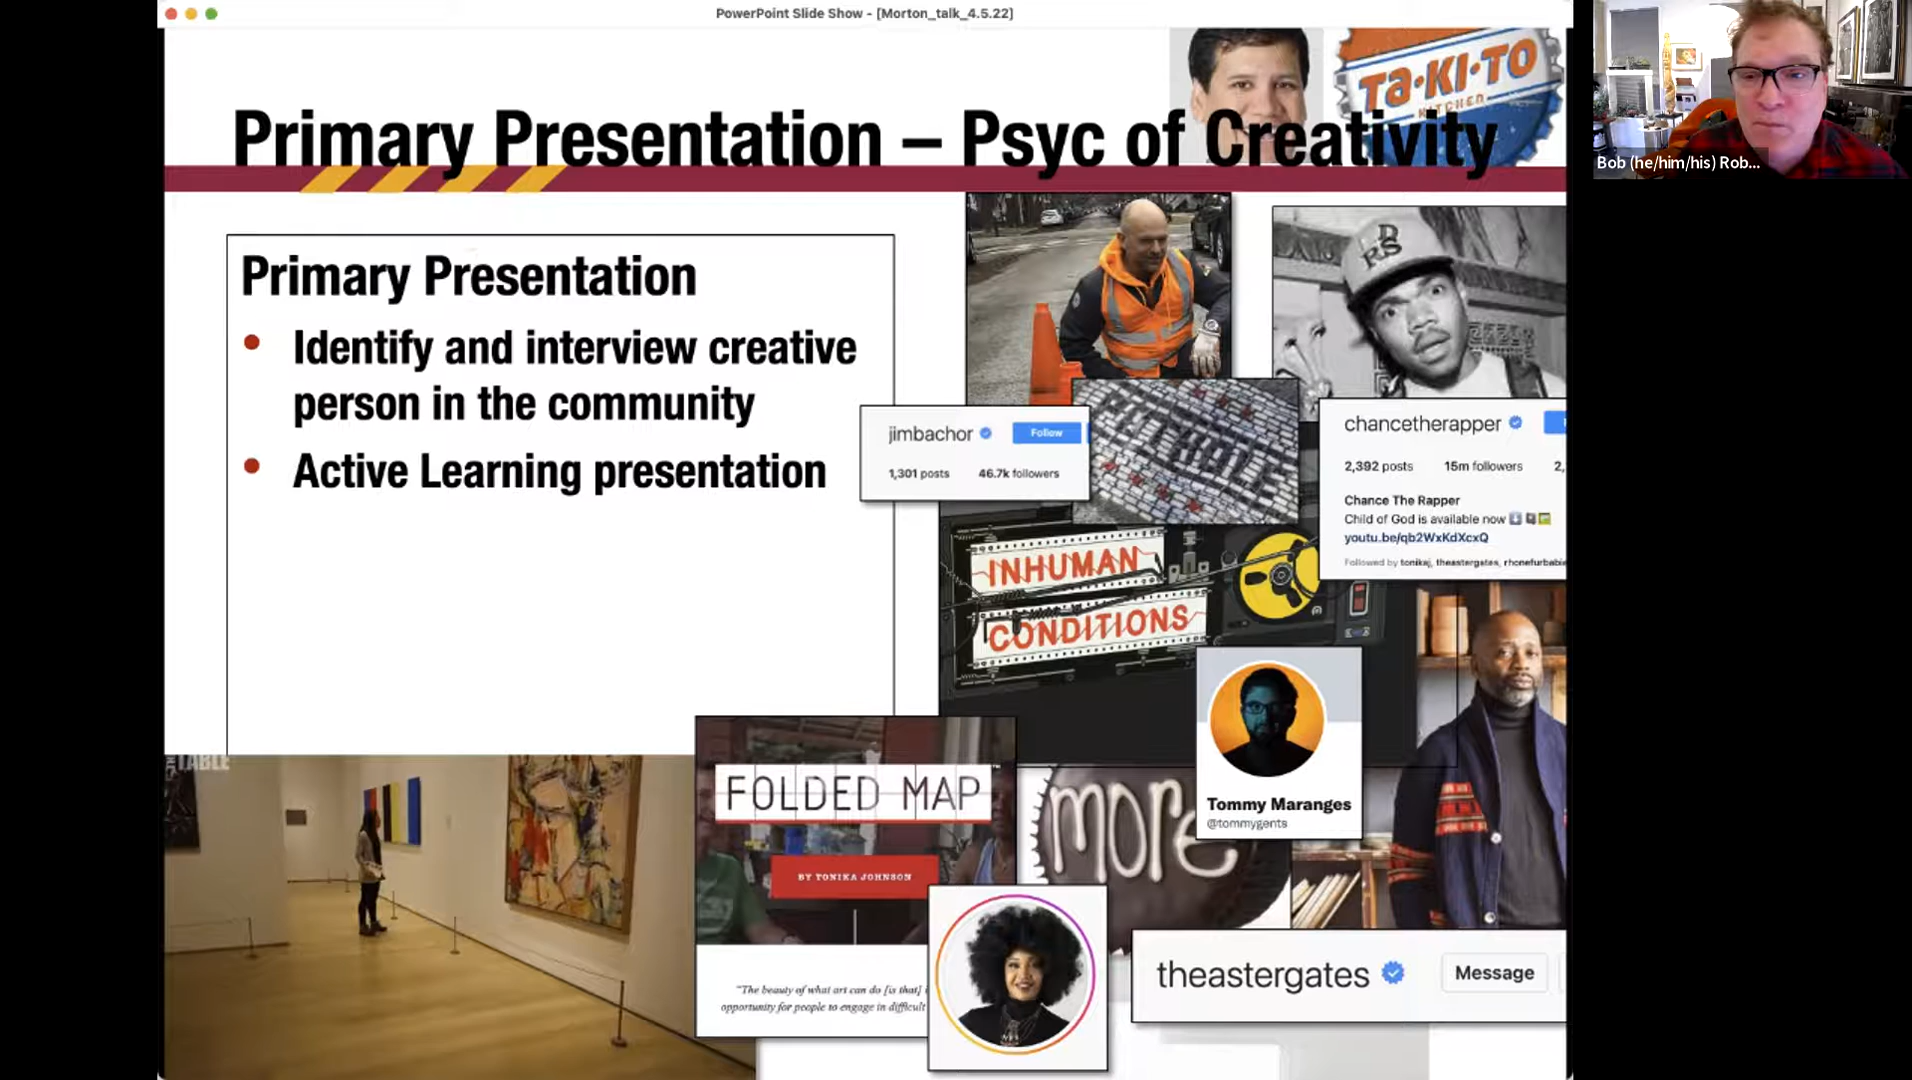 PowerPoint Slide Show - [Morton_talk_4.5.22]
Ta•KI•TO
KITCHEN
Primary Presentation – Psyc of Creativity
Bob (he/him/his) Rob...
Primary Presentation
• Identify and interview creative
person in the community
• Active Learning presentation
jimbachor
Follow
1,301 posts 46.7k followers
POTHOLE
chancetherapper
2,392 posts 15m followers 2,
Chance The Rapper
Child of God is available now
youtu.be/qb2WxKdXcxQ
Followed by tonikaj, theastergates, rhonefurbabie
INHUMAN
CONDITIONS
Tommy Maranges
@tommygents
TABLE
FOLDED MAP
BY TONIKA JOHNSON
"The beauty of what art can do [is that]
opportunity for people to engage in difficult
more
theastergates
Message